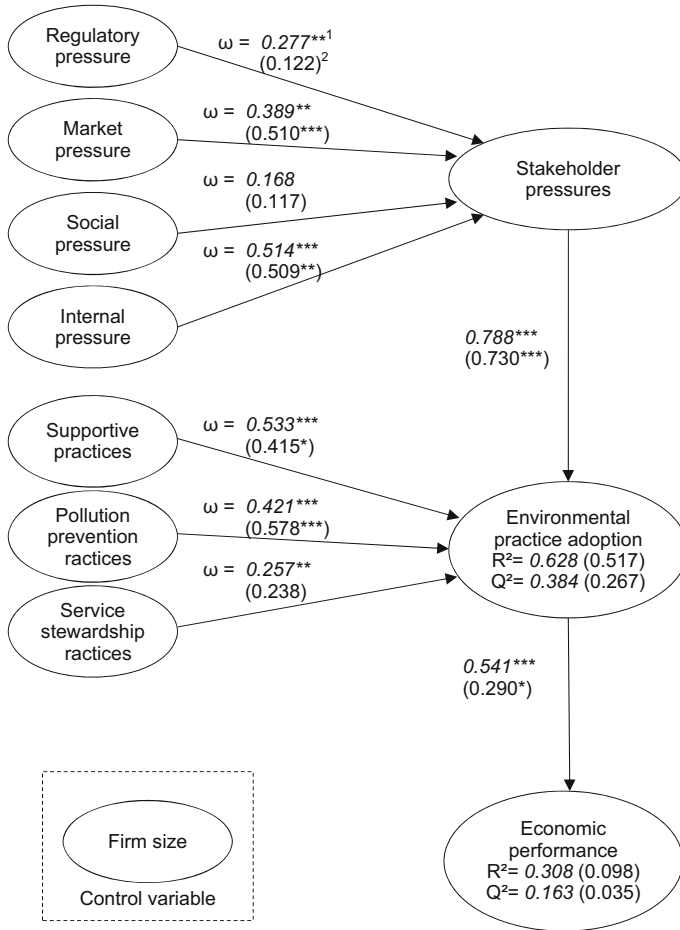 Regulatory
pressure
ω = 0.277**¹
(0.122)²
Market
pressure
ω = 0.389**
(0.510***)
Social
pressure
ω = 0.168
(0.117)
Internal
pressure
ω = 0.514***
(0.509**)
Stakeholder
pressures
0.788***
(0.730***)
Supportive
practices
ω = 0.533***
(0.415*)
Pollution
prevention ractices
ω = 0.421***
(0.578***)
Service
stewardship
ractices
ω = 0.257**
(0.238)
Environmental
practice adoption
R²= 0.628 (0.517)
Q²= 0.384 (0.267)
0.541***
(0.290*)
Economic
performance
R²= 0.308 (0.098)
Q²= 0.163 (0.035)
Firm size
Control variable